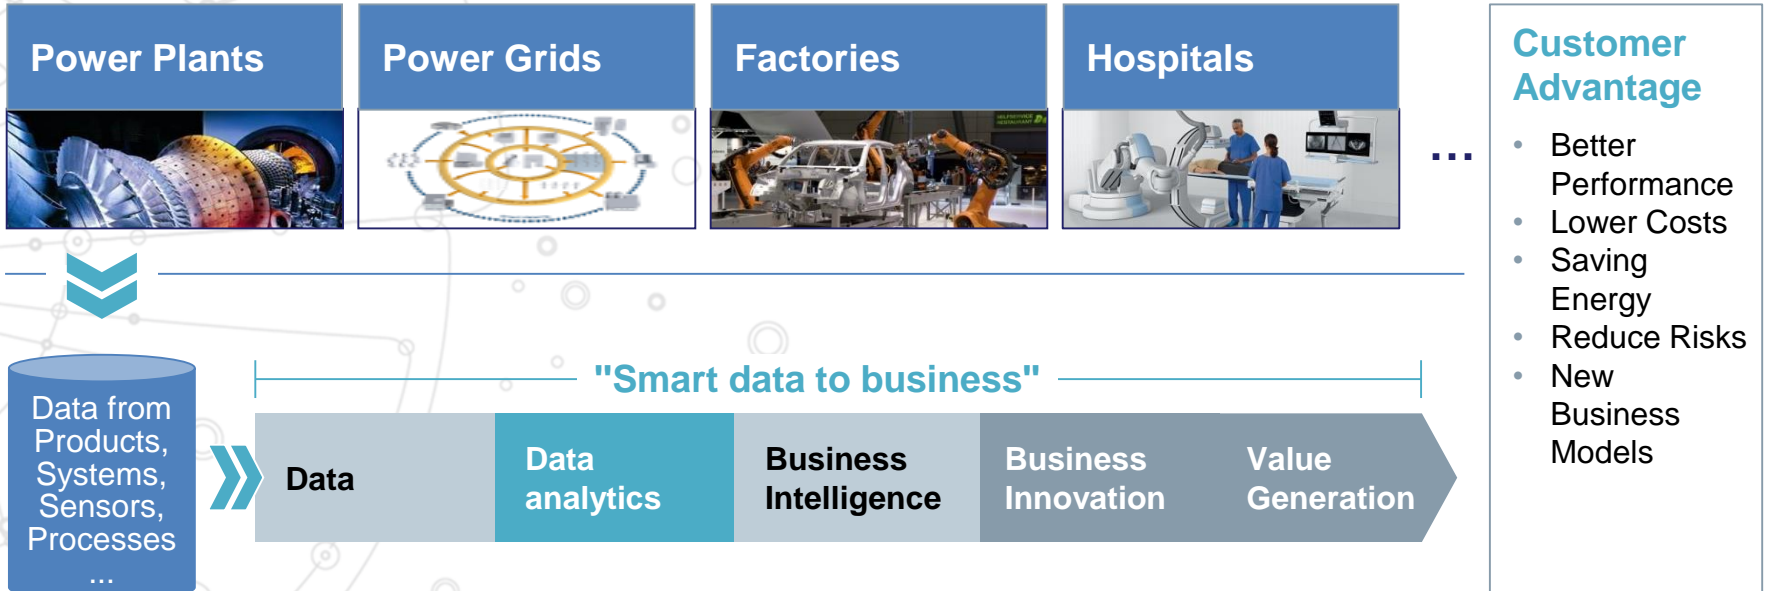 Power Plants
Power Grids
Factories
Hospitals
...
Customer
Advantage
• Better
Performance
• Lower Costs
• Saving
Energy
• Reduce Risks
• New
Business
Models
"Smart data to business"
Data from
Products,
Systems,
Sensors,
Processes
...
Data
Data
analytics
Business
Intelligence
Business
Innovation
Value
Generation